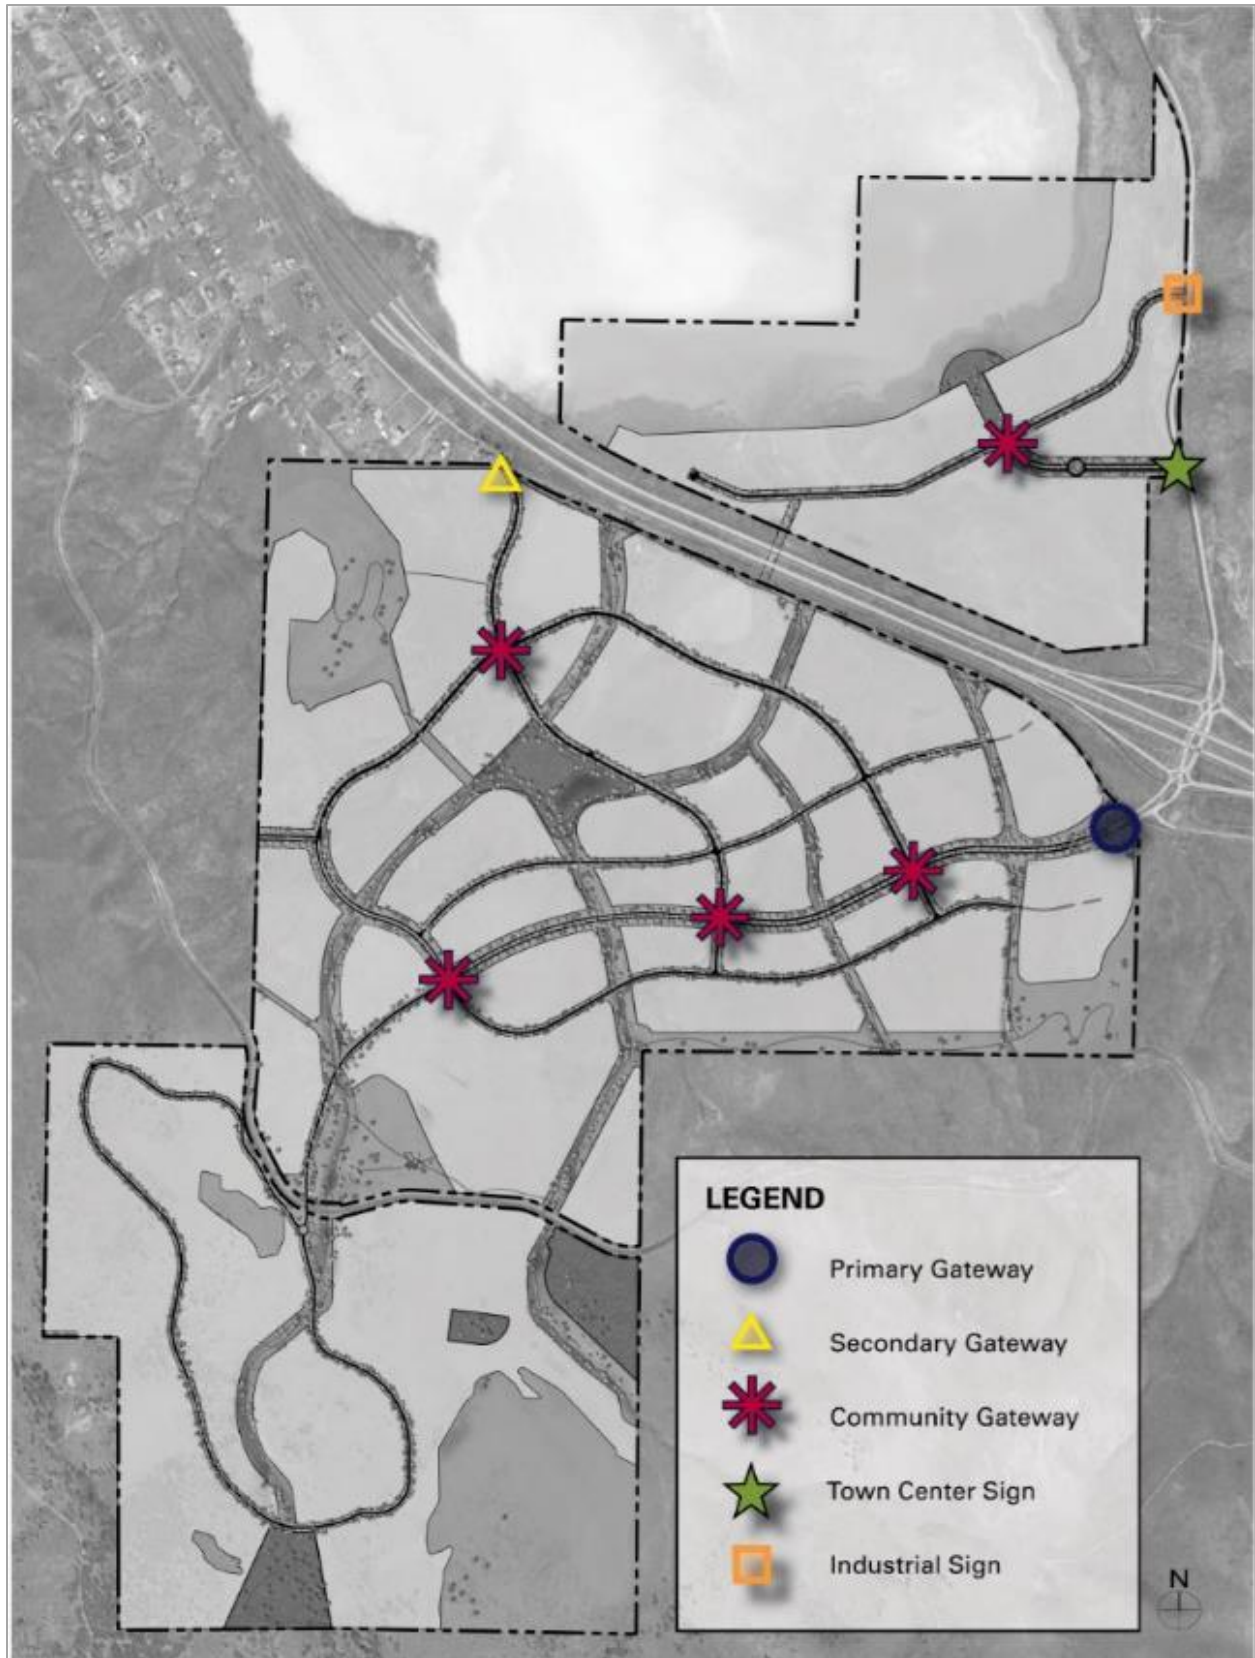 LEGEND
Primary Gateway
Secondary Gateway
Community Gateway
Town Center Sign
Industrial Sign
N